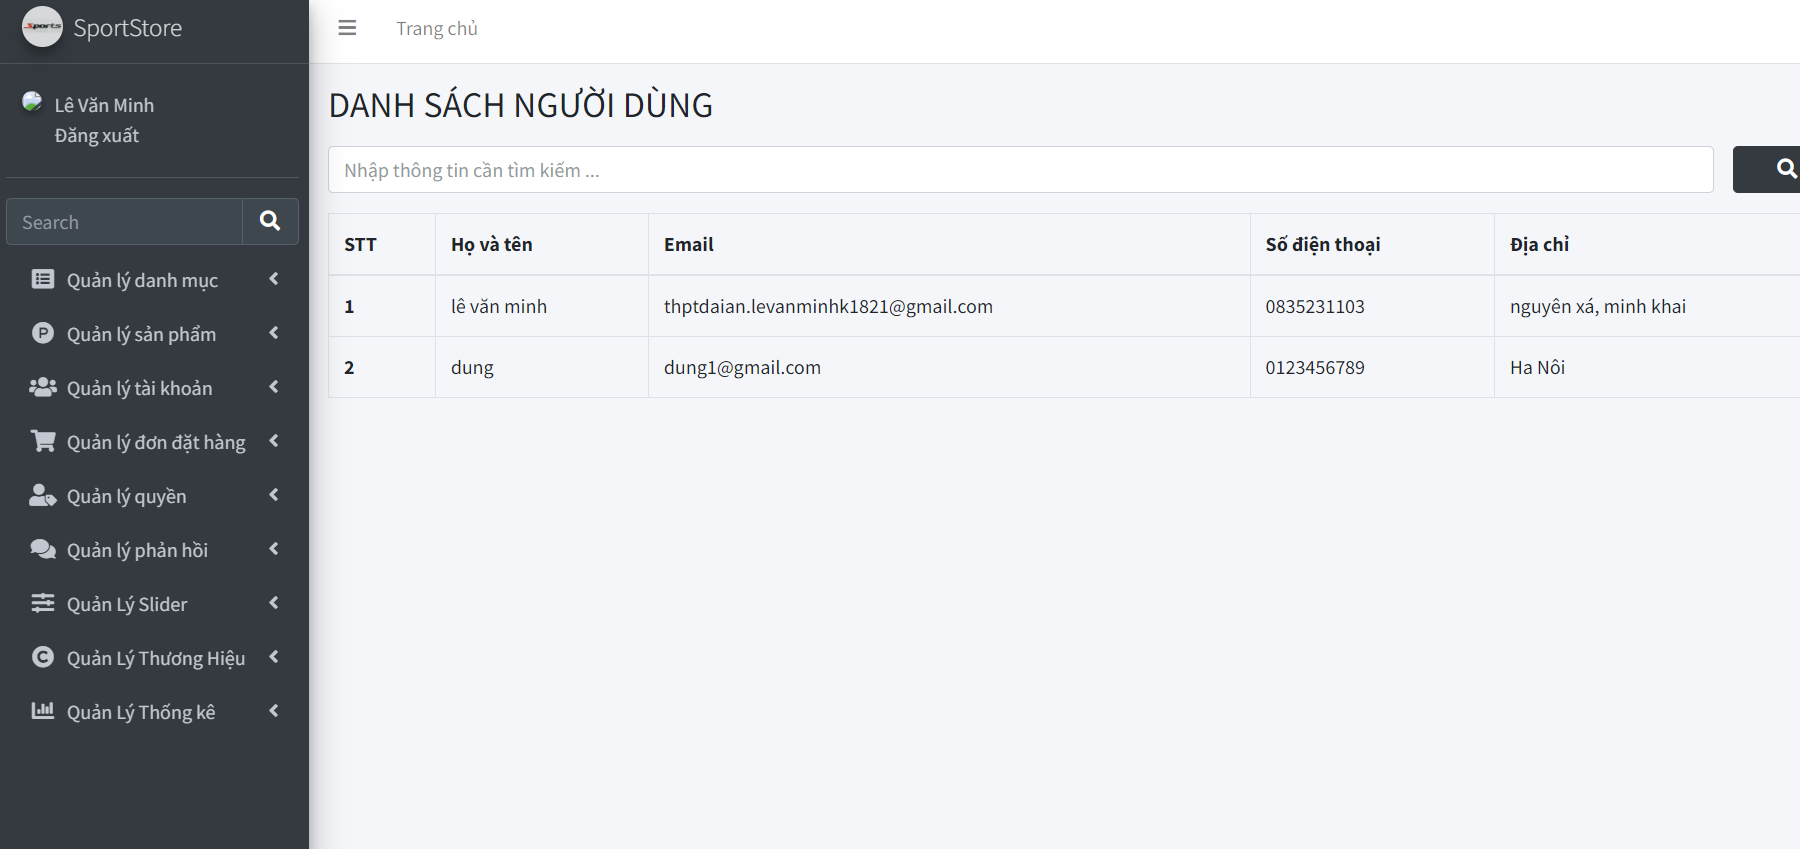 Sports
SportStore
Trang chủ
Lê Văn Minh
Đăng xuất
Search
Quản lý danh mục
Quản lý sản phẩm
Quản lý tài khoản
Quản lý đơn đặt hàng
Quản lý quyền
Quản lý phản hồi
Quản Lý Slider
Quản Lý Thương Hiệu
Quản Lý Thống kê
DANH SÁCH NGƯỜI DÙNG
Nhập thông tin cần tìm kiếm ...
STT Họ và tên Email Số điện thoại Địa chỉ
1 lê văn minh thptdaian.levanminhk1821@gmail.com 0835231103 nguyên xá, minh khai
2 dung dung1@gmail.com 0123456789 Ha Nôi